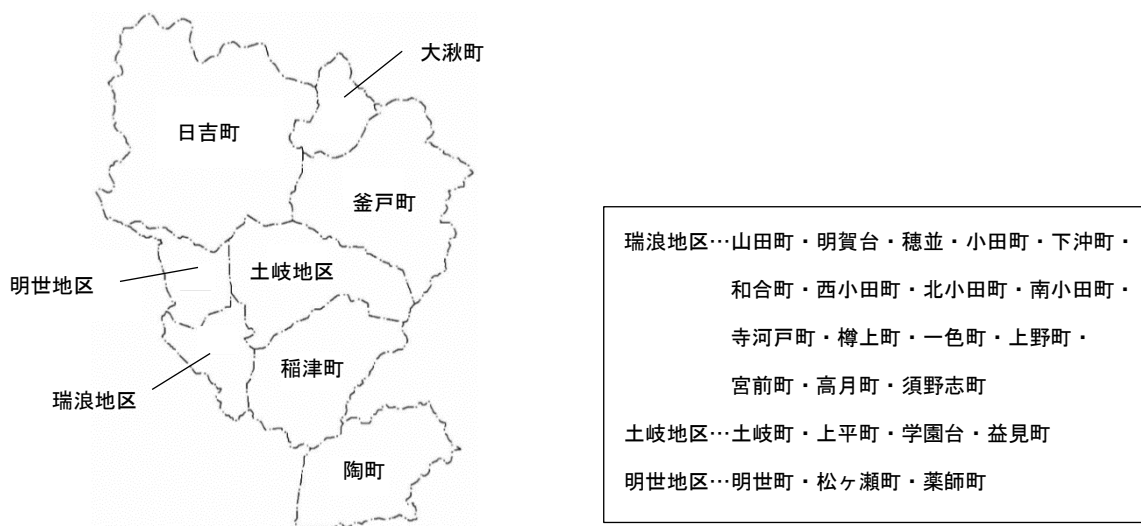 大湫町
日吉町
釜戸町
土岐地区
明世地区
稲津町
瑞浪地区
陶町
瑞浪地区…山田町・明賀台・穂並・小田町・下沖町・
和合町・西小田町・北小田町・南小田町・
寺河戸町・樽上町・一色町・上野町・
宮前町・高月町・須野志町
土岐地区…土岐町・上平町・学園台・益見町
明世地区…明世町・松ヶ瀬町・薬師町